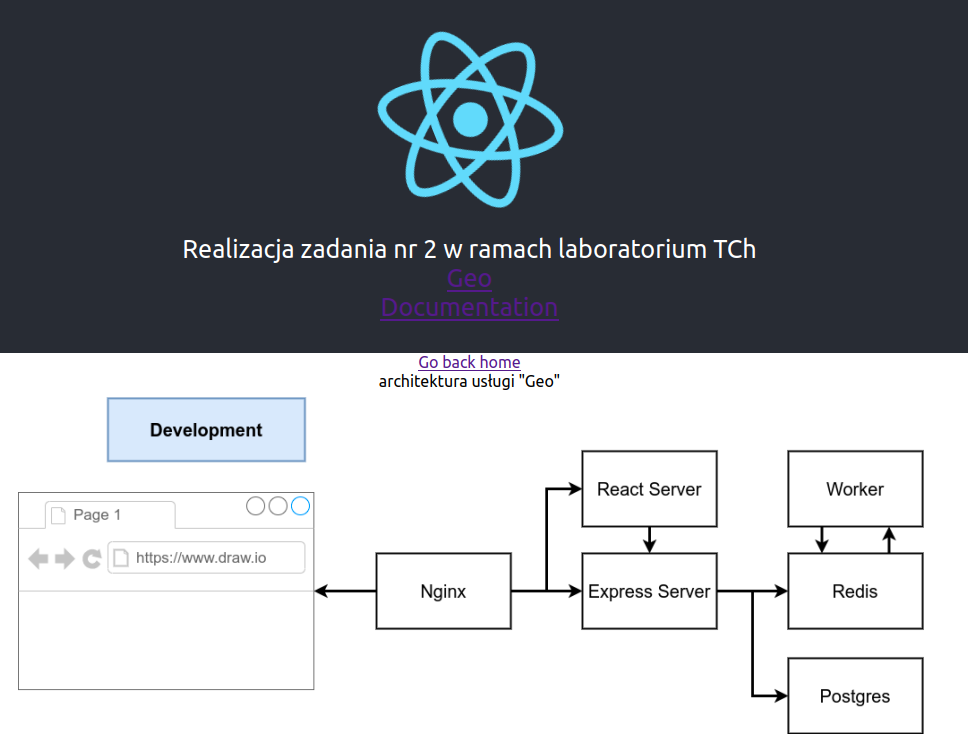 Realizacja zadania nr 2 w ramach laboratorium TCh
Geo
Documentation
Go back home
architektura usługi "Geo"
Development
Page 1
https://www.draw.io
Nginx
React Server
Express Server
Worker
Redis
Postgres